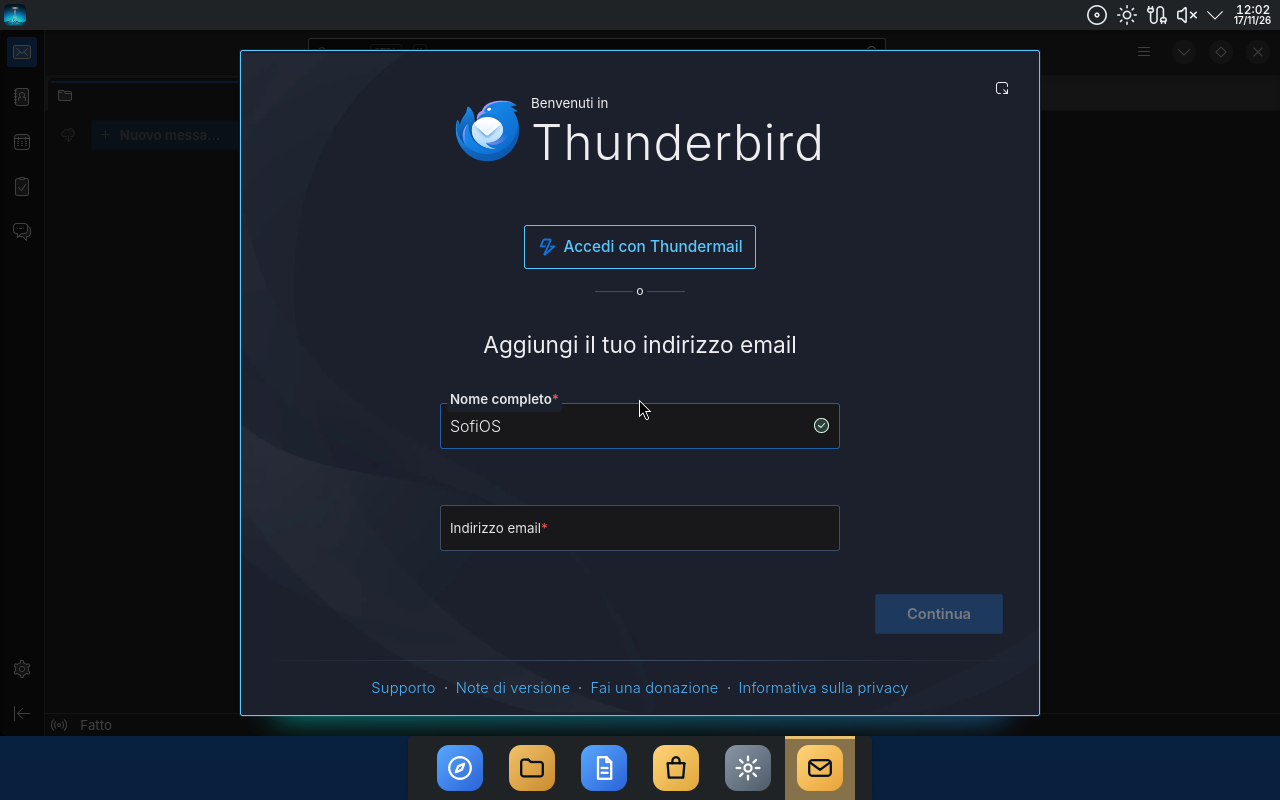 12:02
17/11/26
Nuovo messa...
Benvenuti in
Thunderbird
Accedi con Thundermail
o
Aggiungi il tuo indirizzo email
Nome completo*
SofiOS
Indirizzo email*
Continua
Supporto · Note di versione · Fai una donazione · Informativa sulla privacy
Fatto